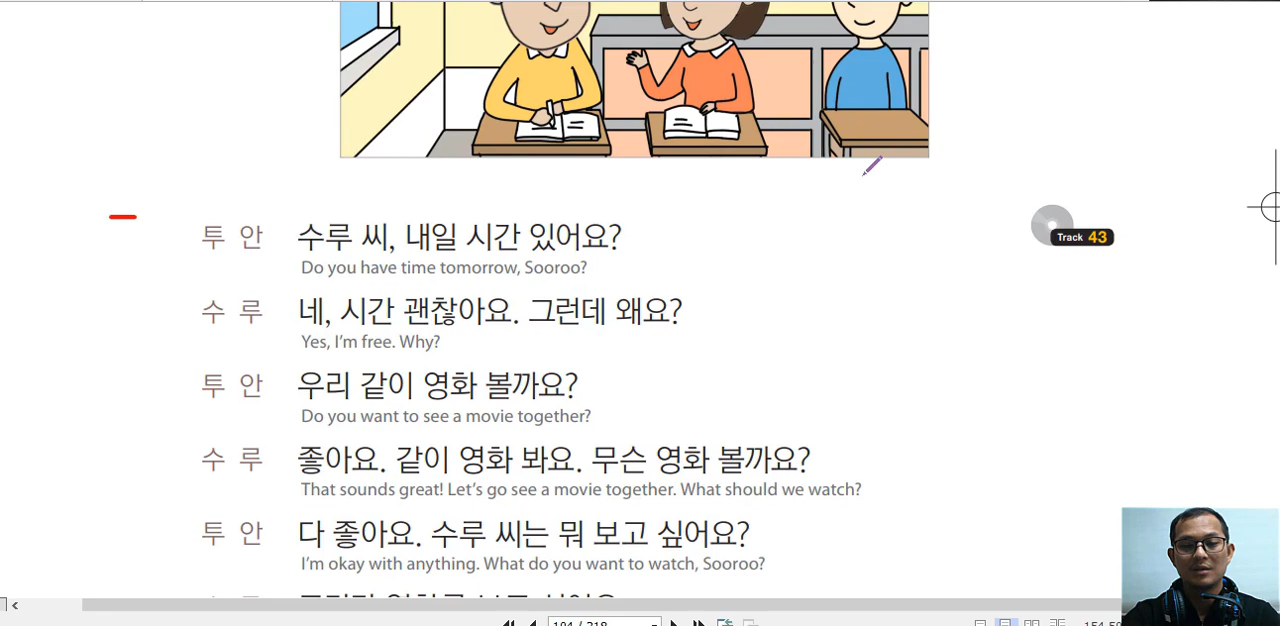 투 안 수루 씨, 내일 시간 있어요?
Do you have time tomorrow, Sooroo?
Track 43
수 루 네, 시간 괜찮아요. 그런데 왜요?
Yes, I'm free. Why?
투 안 우리 같이 영화 볼까요?
Do you want to see a movie together?
수 루 좋아요. 같이 영화 봐요. 무슨 영화 볼까요?
That sounds great! Let's go see a movie together. What should we watch?
투 안 다 좋아요. 수루 씨는 뭐 보고 싶어요?
I'm okay with anything. What do you want to watch, Sooroo?